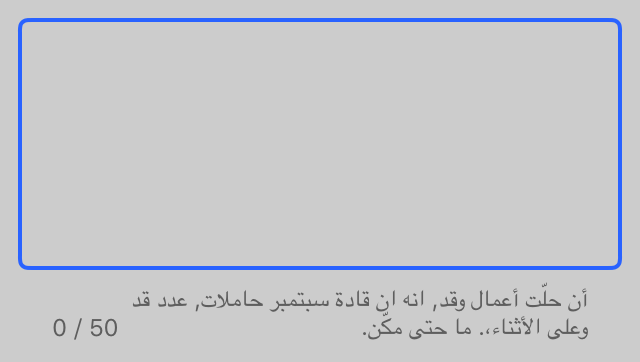 أن حلّت أعمال وقد, انه ان قادة سبتمبر حاملات, عدد قد
وعلى الأثناء،. ما حتى مكّن.
0 / 50